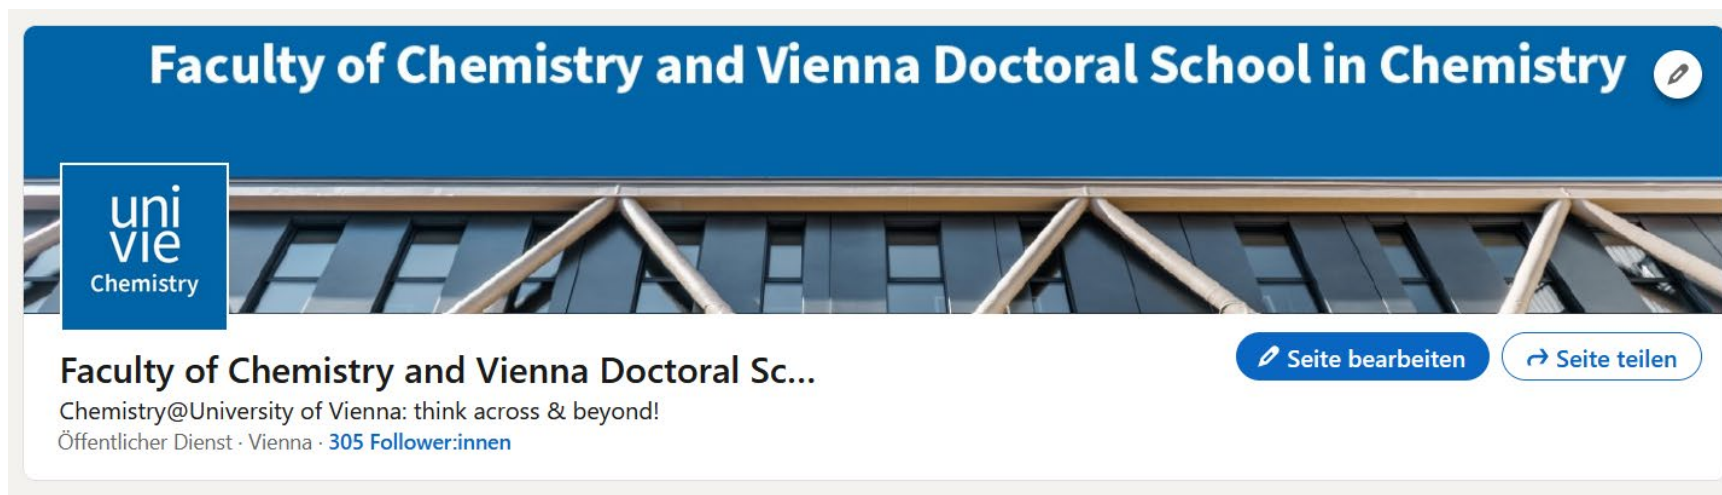 Faculty of Chemistry and Vienna Doctoral School in Chemistry
uni
vie
Chemistry
Faculty of Chemistry and Vienna Doctoral Sc...
Chemistry@University of Vienna: think across & beyond!
Öffentlicher Dienst · Vienna · 305 Follower:innen
Seite bearbeiten
Seite teilen